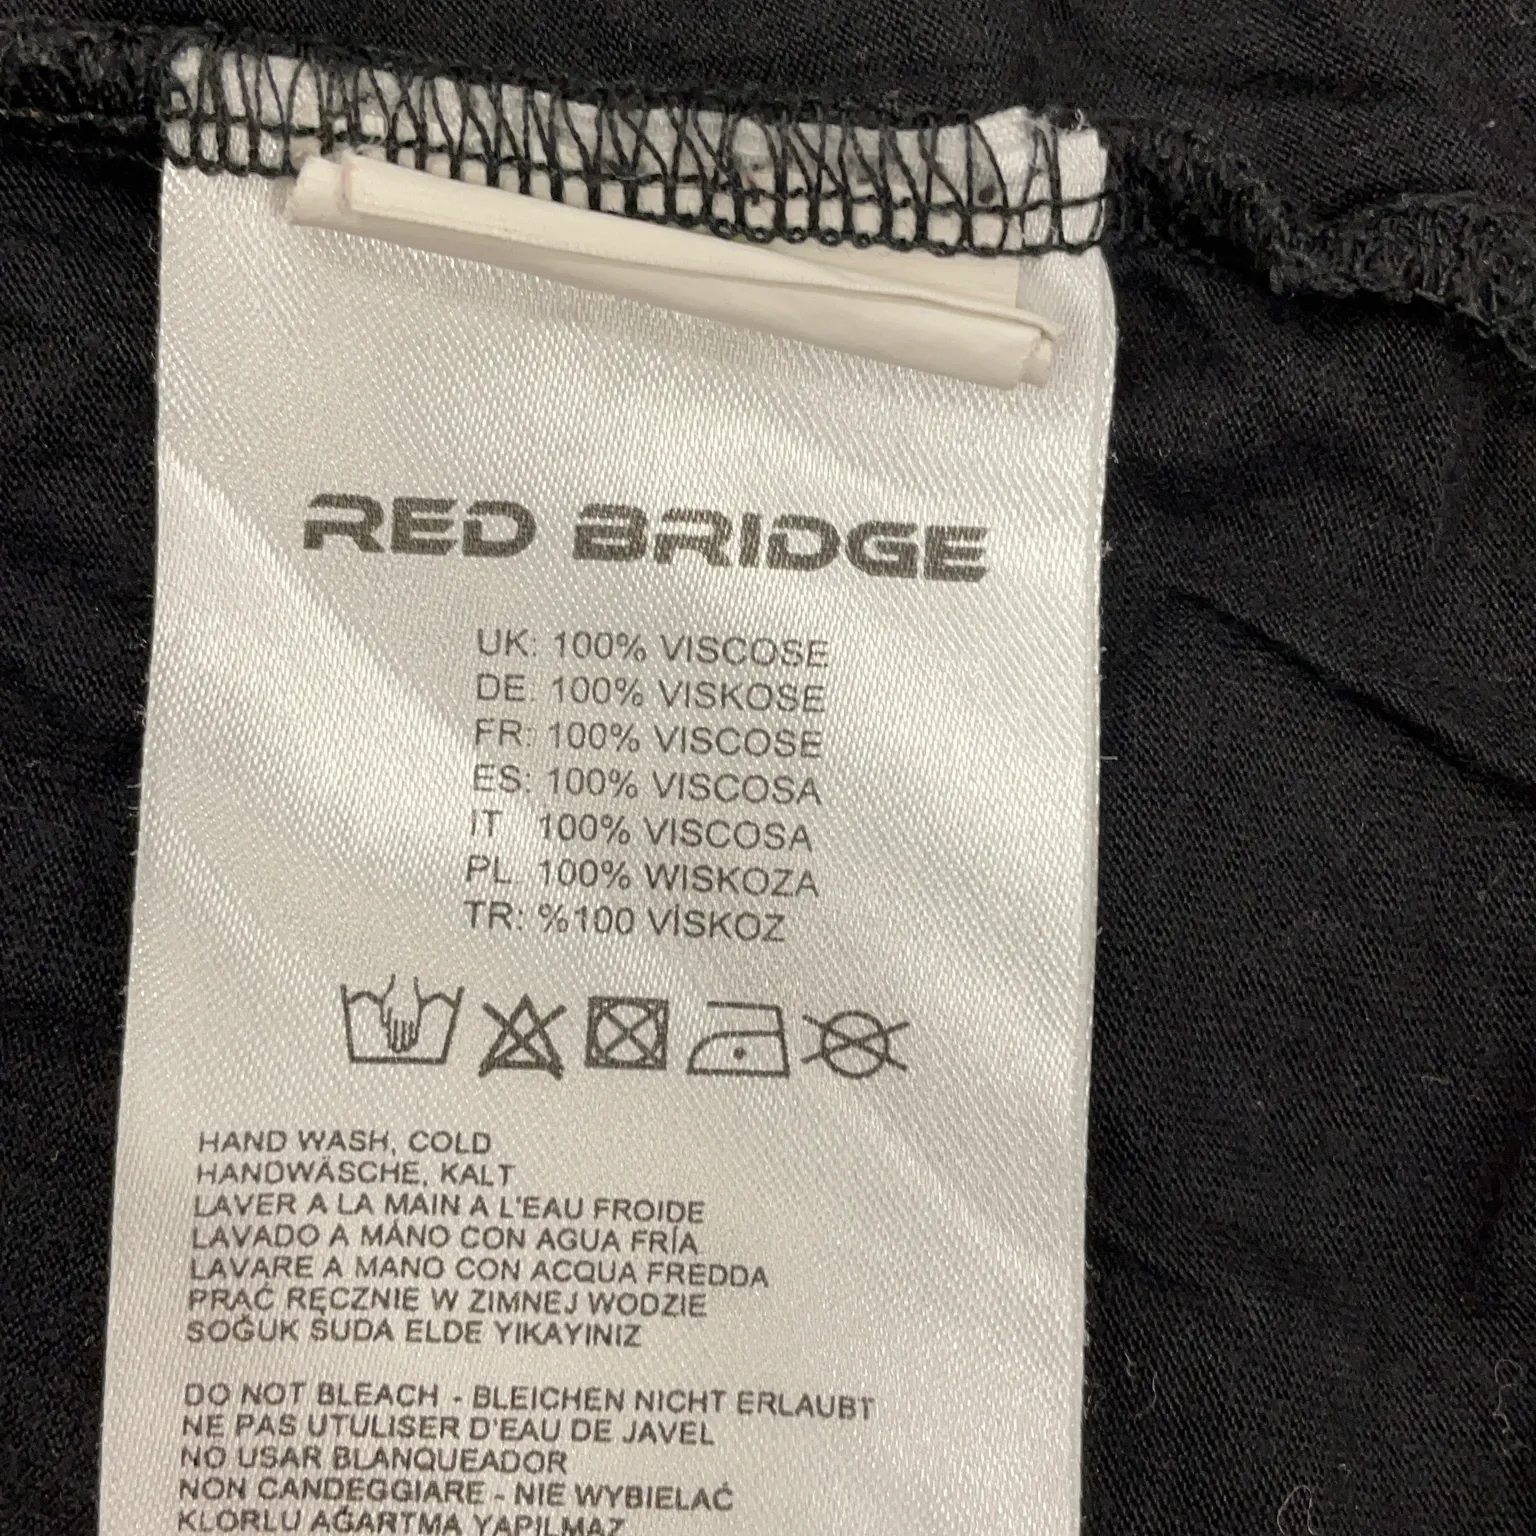 RED BRIDGE
UK: 100% VISCOSE
DE: 100% VISKOSE
FR: 100% VISCOSE
ES: 100% VISCOSA
IT 100% VISCOSA
PL. 100% WISKOZA
TR: %100 VİSKOZ
HAND WASH, COLD
HANDWÄSCHE, KALT
LAVER A LA MAIN A L'EAU FROIDE
LAVADO A MANO CON AGUA FRÍA
LAVARE A MANO CON ACQUA FREDDA
PRAĆ RĘCZNIE W ZIMNEJ WODZIE
SOĞUK SUDA ELDE YIKAYINIZ
DO NOT BLEACH - BLEICHEN NICHT ERLAUBT
NE PAS UTULISER D'EAU DE JAVEL
NO USAR BLANQUEADOR
NON CANDEGGIARE - NIE WYBIELAĆ
KLORLU AĞARTMA YAPILMAZ